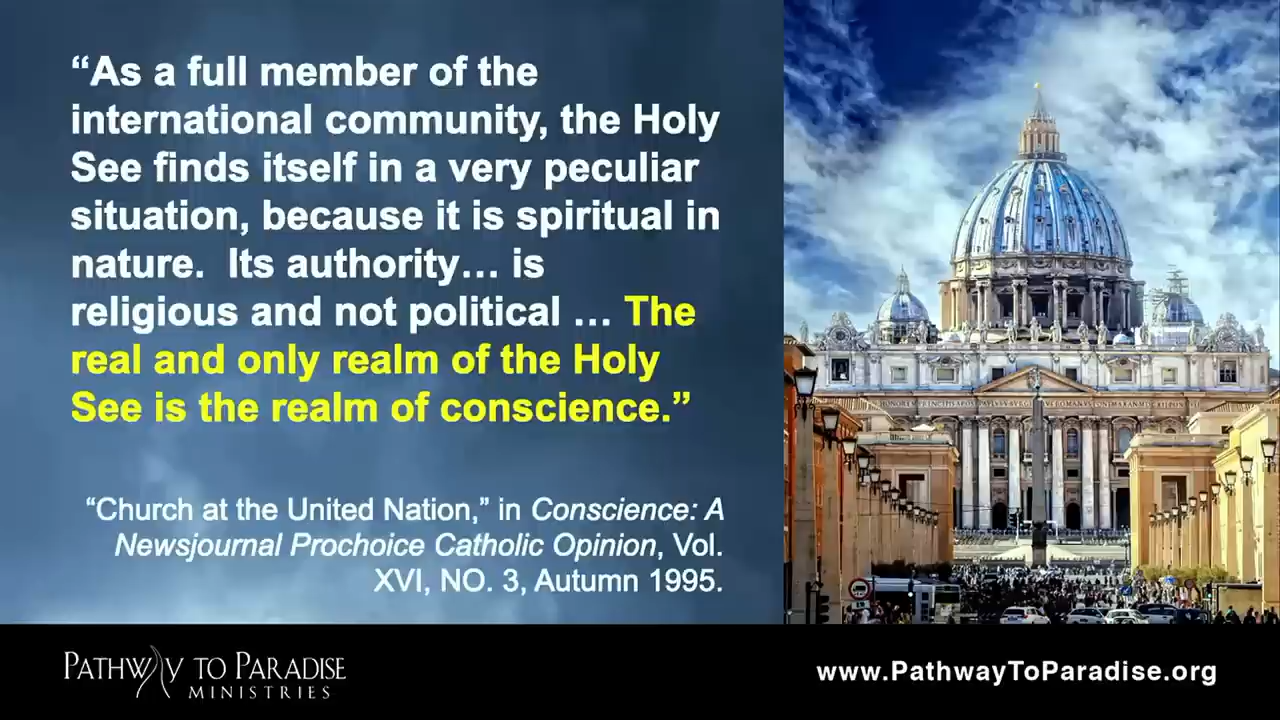 “As a full member of the
international community, the Holy
See finds itself in a very peculiar
situation, because it is spiritual in
nature.  Its authority… is
religious and not political … The
real and only realm of the Holy
See is the realm of conscience.”
“Church at the United Nation,” in Conscience: A
Newsjournal Prochoice Catholic Opinion, Vol.
XVI, NO. 3, Autumn 1995.
PATHWAY TO PARADISE
MINISTRIES
www.PathwayToParadise.org